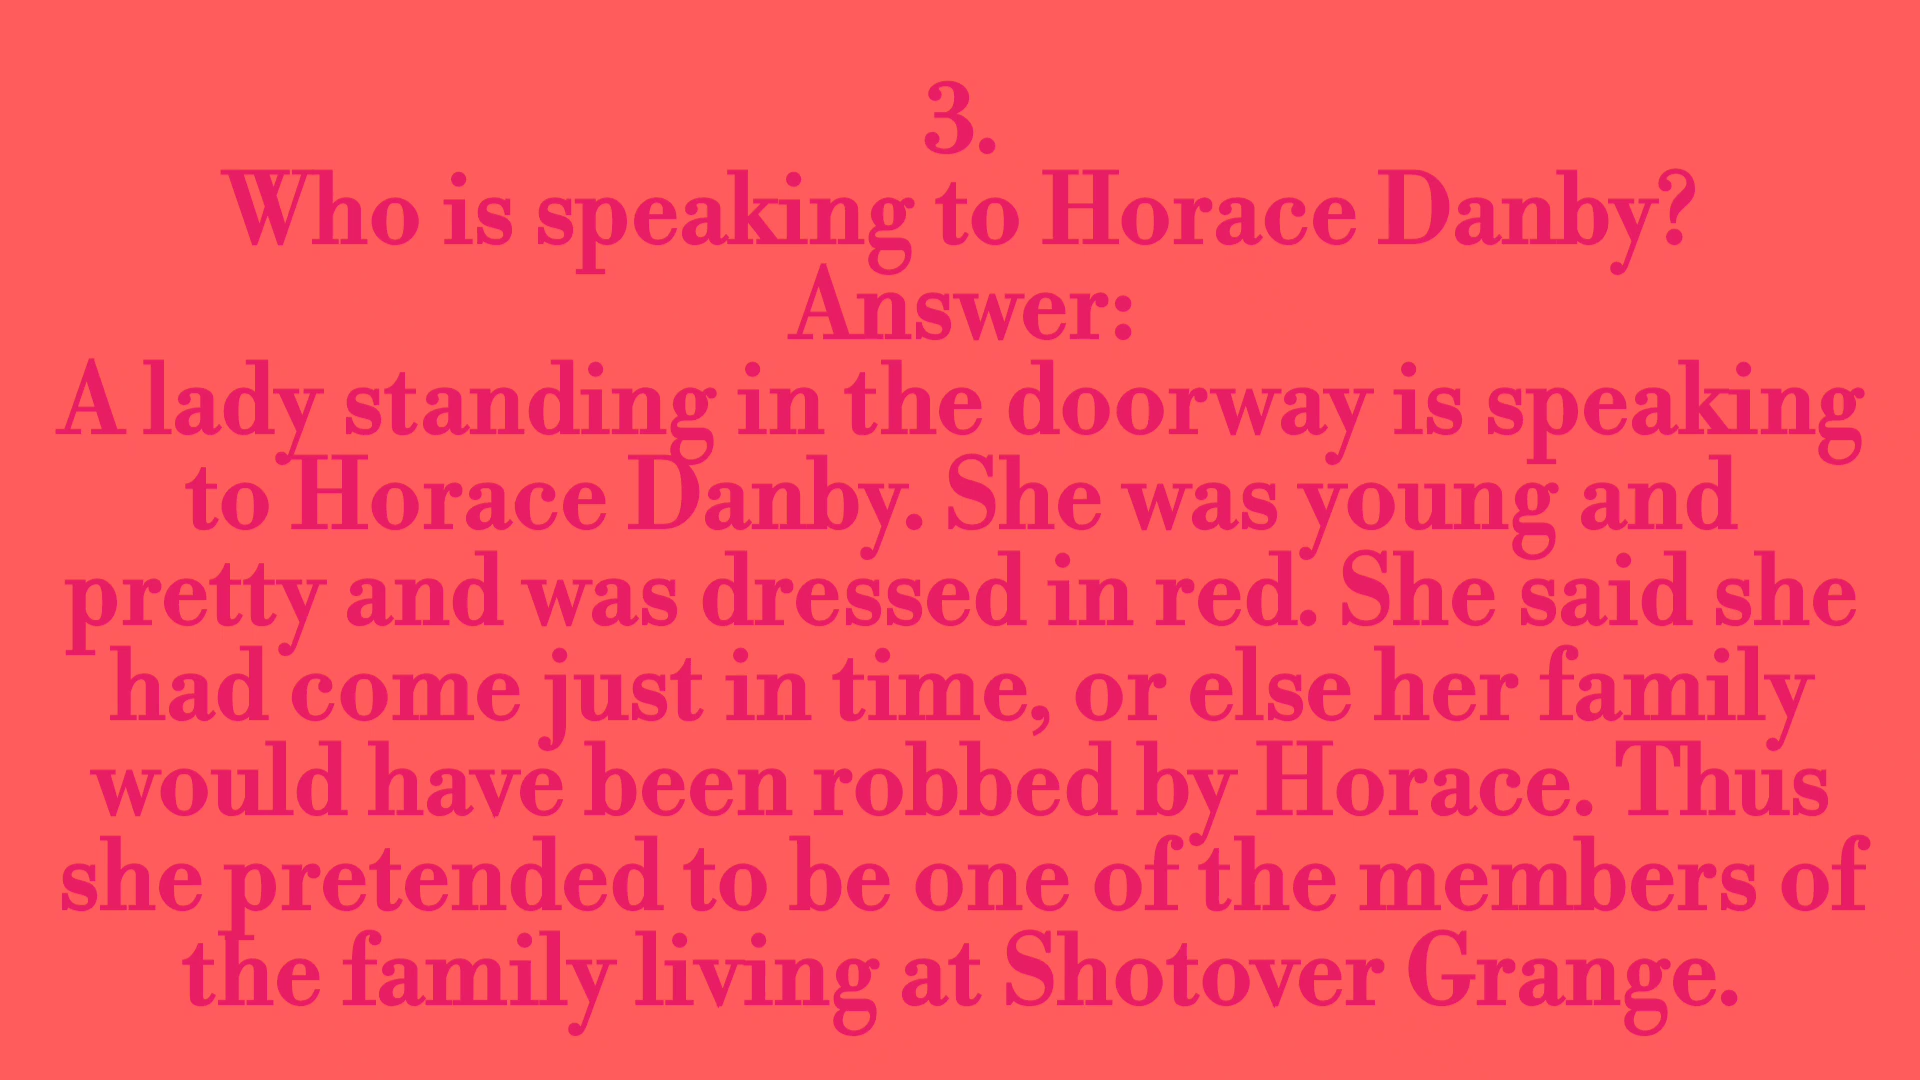 3.
Who is speaking to Horace Danby?
Answer:
A lady standing in the doorway is speaking
to Horace Danby. She was young and
pretty and was dressed in red. She said she
had come just in time, or else her family
would have been robbed by Horace. Thus
she pretended to be one of the members of
the family living at Shotover Grange.